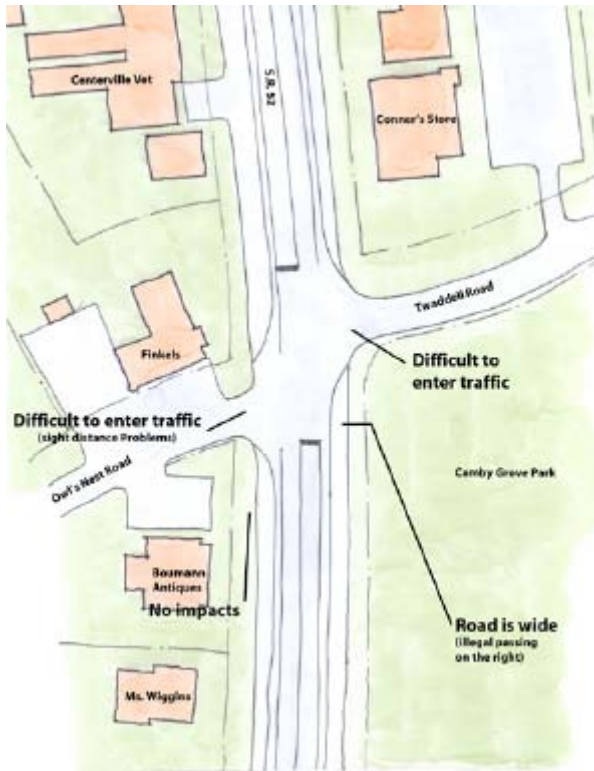 Centerville Vet
S.R. 52
Conner's Store
Twaddell Road
Finkels
Difficult to
enter traffic
Difficult to enter traffic
(sight distance Problems)
Owl's Nest Road
Camby Grove Park
Boumann
Antiques
No impacts
Road is wide
(illegal passing
on the right)
Ms. Wiggins